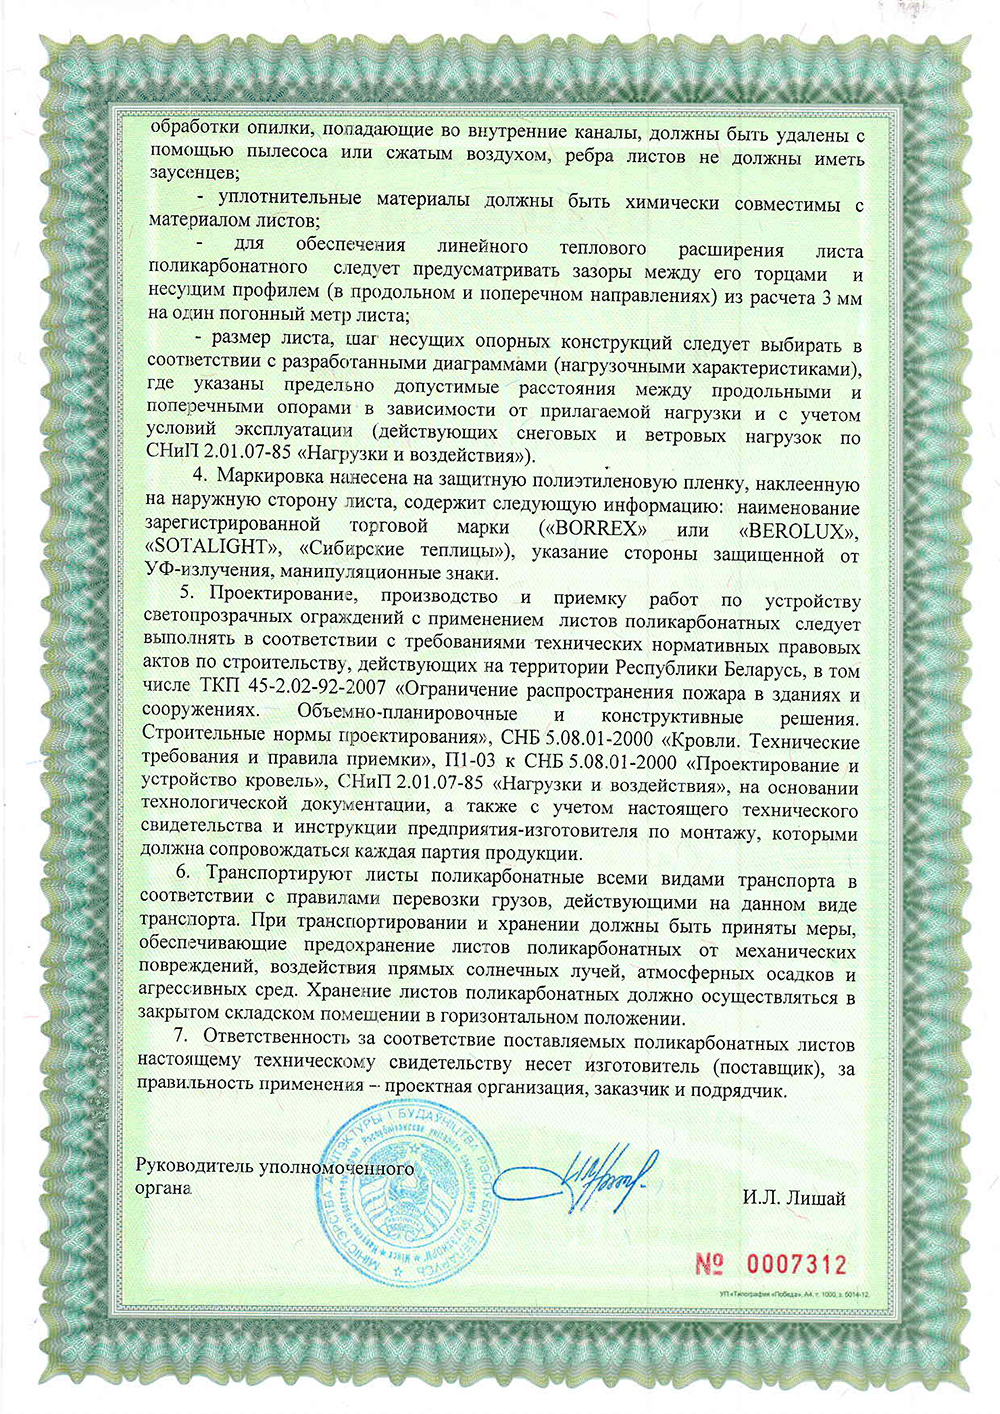 обработки опилки, попадающие во внутренние каналы, должны быть удалены с
помощью пылесоса или сжатым воздухом, ребра листов не должны иметь
заусенцев;
- уплотнительные материалы должны быть химически совместимы с
материалом листов;
- для обеспечения линейного теплового расширения листа
поликарбонатного следует предусматривать зазоры между его торцами и
несущим профилем (в продольном и поперечном направлениях) из расчета 3 мм
на один погонный метр листа;
- размер листа, шаг несущих опорных конструкций следует выбирать в
соответствии с разработанными диаграммами (нагрузочными характеристиками),
где указаны предельно допустимые расстояния между продольными и
поперечными опорами в зависимости от прилагаемой нагрузки и с учетом
условий эксплуатации (действующих снеговых и ветровых нагрузок по
СНиП 2.01.07-85 «Нагрузки и воздействия»).
4. Маркировка нанесена на защитную полиэтиленовую пленку, наклеенную
на наружную сторону листа, содержит следующую информацию: наименование
зарегистрированной торговой марки («BORREX» или «BEROLUX»,
«SOTALIGHT», «Сибирские теплицы»), указание стороны защищенной от
УФ-излучения, манипуляционные знаки.
5. Проектирование, производство и приемку работ по устройству
светопрозрачных ограждений с применением листов поликарбонатных следует
выполнять в соответствии с требованиями технических нормативных правовых
актов по строительству, действующих на территории Республики Беларусь, в том
числе ТКП 45-2.02-92-2007 «Ограничение распространения пожара в зданиях и
сооружениях. Объемно-планировочные и конструктивные решения.
Строительные нормы проектирования», СНБ 5.08.01-2000 «Кровли. Технические
требования и правила приемки», П1-03 к СНБ 5.08.01-2000 «Проектирование и
устройство кровель», СНиП 2.01.07-85 «Нагрузки и воздействия», на основании
технологической документации, а также с учетом настоящего технического
свидетельства и инструкции предприятия-изготовителя по монтажу, которыми
должна сопровождаться каждая партия продукции.
6. Транспортируют листы поликарбонатные всеми видами транспорта в
соответствии с правилами перевозки грузов, действующими на данном виде
транспорта. При транспортировании и хранении должны быть приняты меры,
обеспечивающие предохранение листов поликарбонатных от механических
повреждений, воздействия прямых солнечных лучей, атмосферных осадков и
агрессивных сред. Хранение листов поликарбонатных должно осуществляться в
закрытом складском помещении в горизонтальном положении.
7. Ответственность за соответствие поставляемых поликарбонатных листов
настоящему техническому свидетельству несет изготовитель (поставщик), за
правильность применения – проектная организация, заказчик и подрядчик.
МІНІСТЭРСТВА АРХІТЭКТУРЫ І БУДАЎНІЦТВА РЭСПУБЛІКІ БЕЛАРУСЬ
Руководитель уполномоченного
органа
И.Л. Лишай
№ 0007312
УП «Типография «Победа», А4, т. 1000, з. 5014-12.